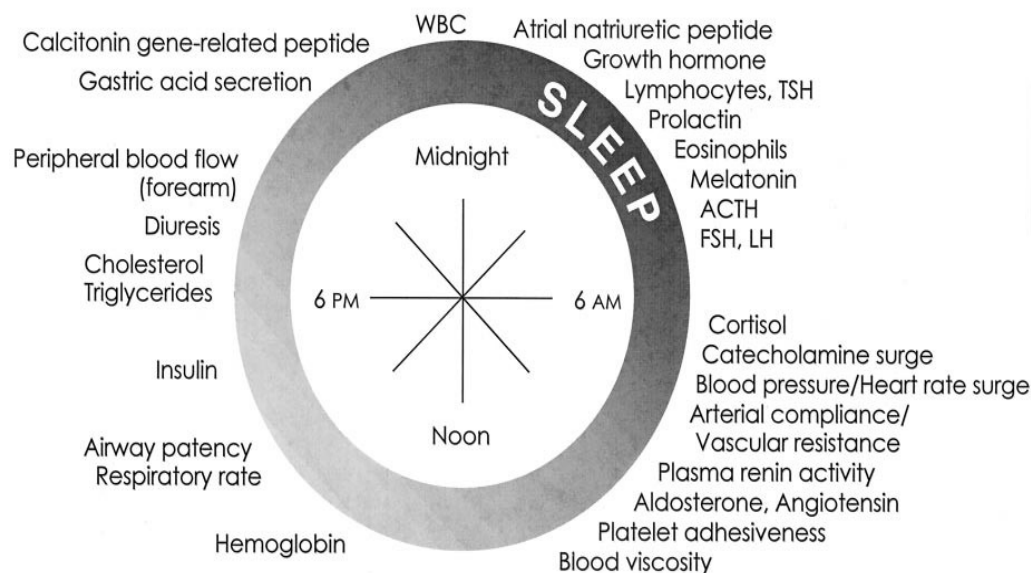 WBC
Atrial natriuretic peptide
Growth hormone
Lymphocytes, TSH
Prolactin
Eosinophils
Melatonin
ACTH
FSH, LH
Cortisol
Catecholamine surge
Blood pressure/Heart rate surge
Arterial compliance/
Vascular resistance
Plasma renin activity
Aldosterone, Angiotensin
Platelet adhesiveness
Blood viscosity
Hemoglobin
Airway patency
Respiratory rate
Insulin
Cholesterol
Triglycerides
Diuresis
Peripheral blood flow
(forearm)
Gastric acid secretion
Calcitonin gene-related peptide
SLEEP
Midnight
6 AM
Noon
6 PM